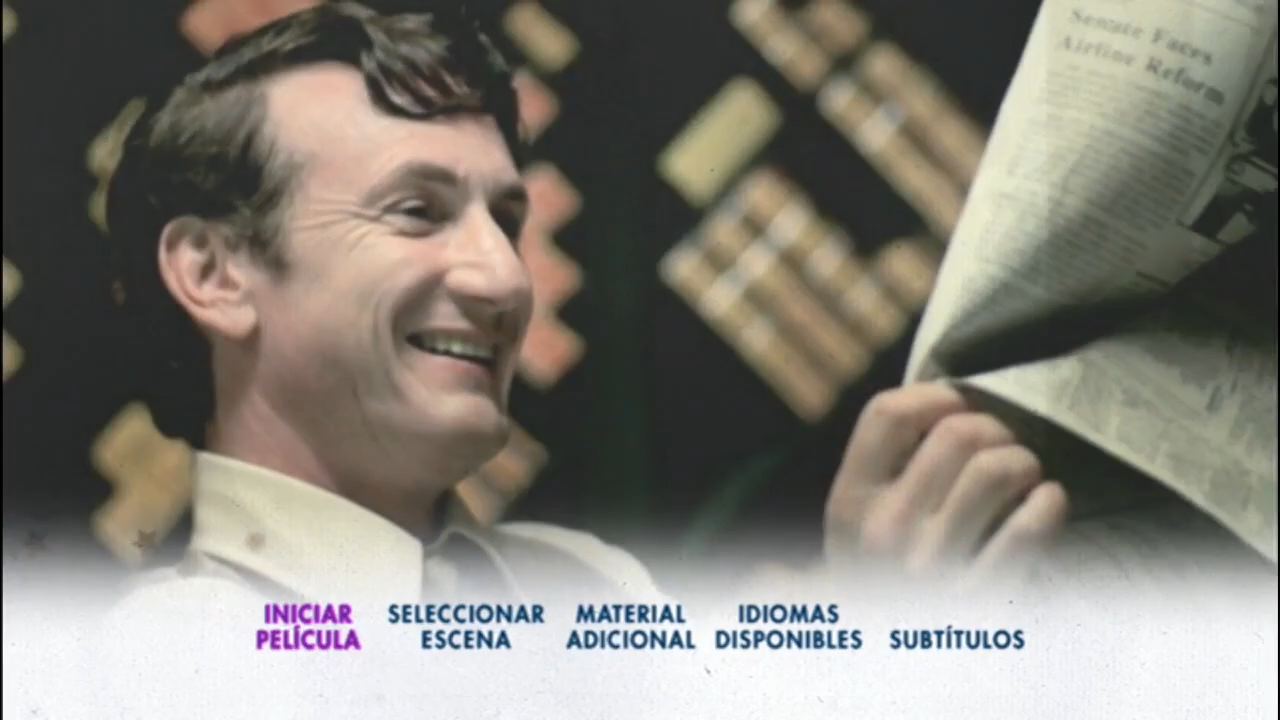 Senate Faces
Airline Reform
INICIAR
PELÍCULA
SELECCIONAR
ESCENA
MATERIAL
ADICIONAL
IDIOMAS
DISPONIBLES
SUBTÍTULOS